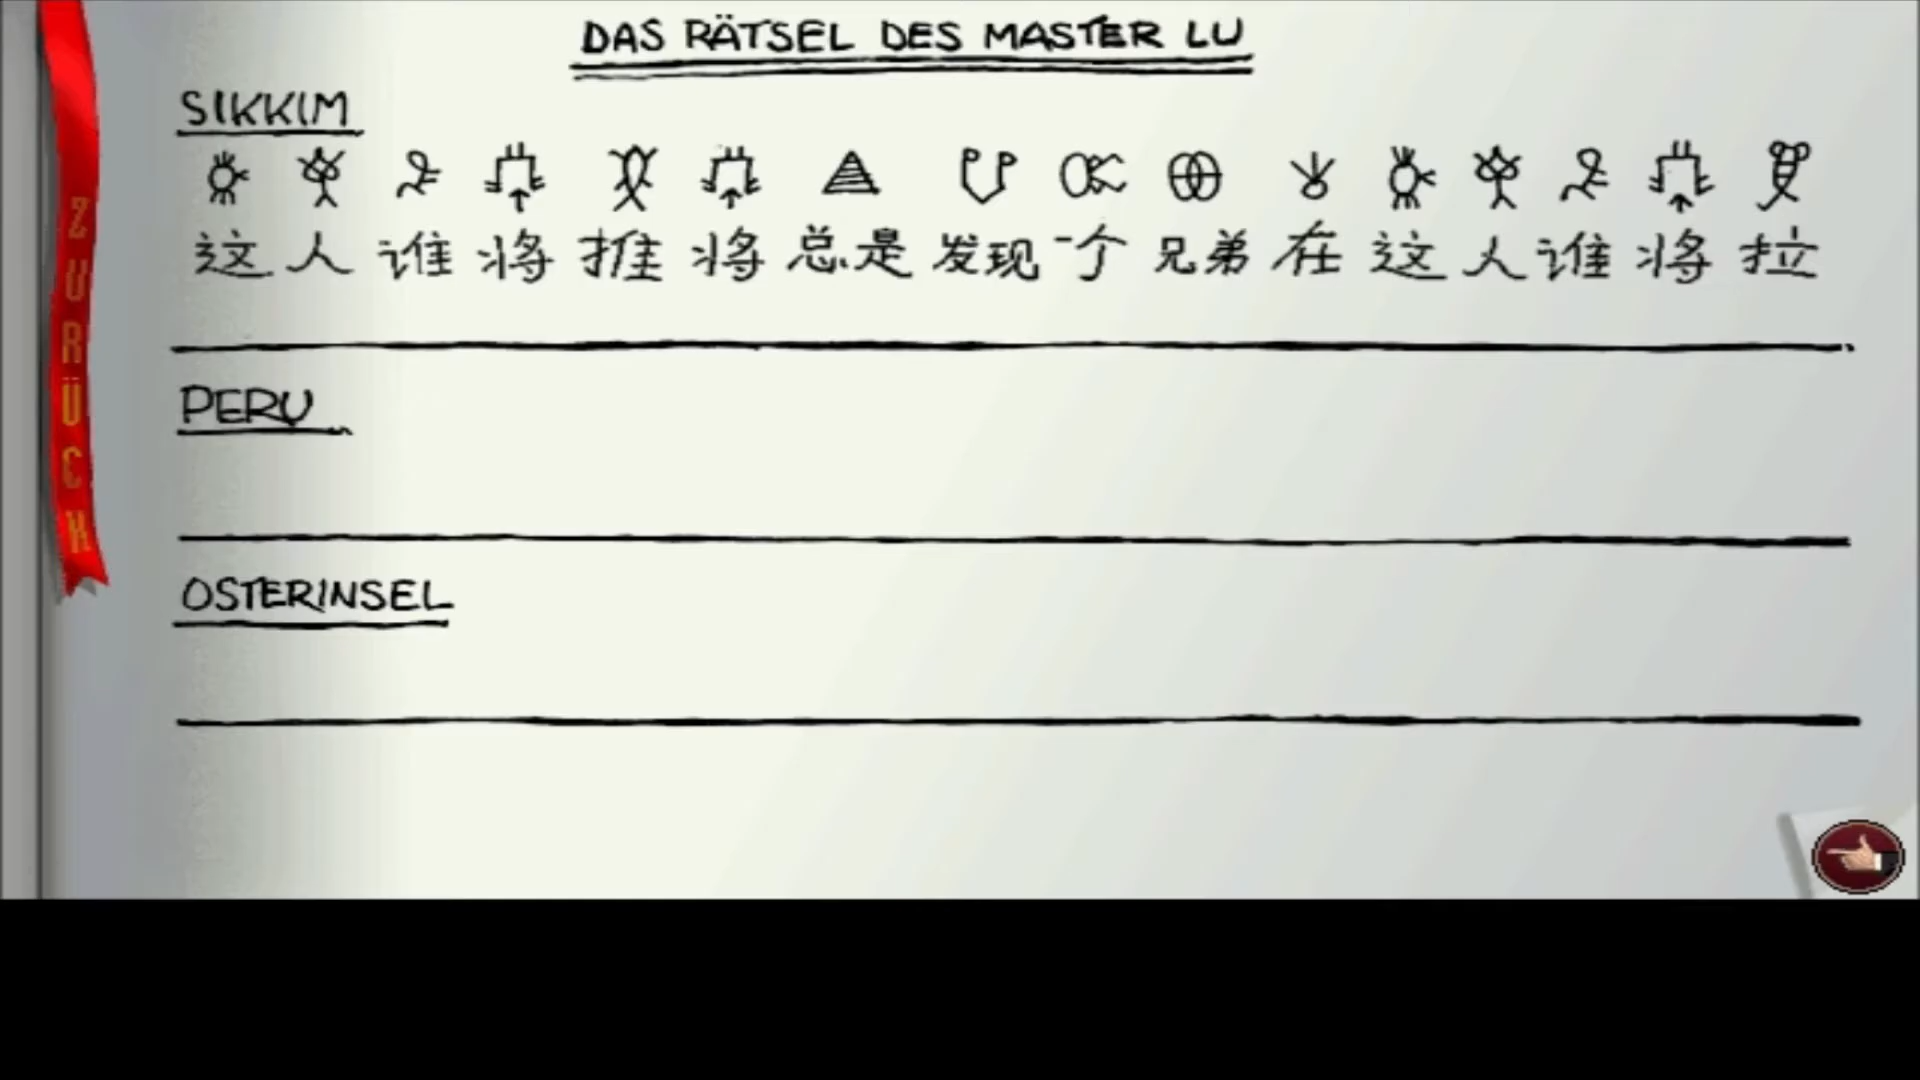 DAS RÄTSEL DES MASTER LU
SIKKIM
这 人 谁 将 推 将 总是 发现 一个 兄弟 在 这 人 谁 将 拉
PERU
OSTERINSEL
ZURÜCK